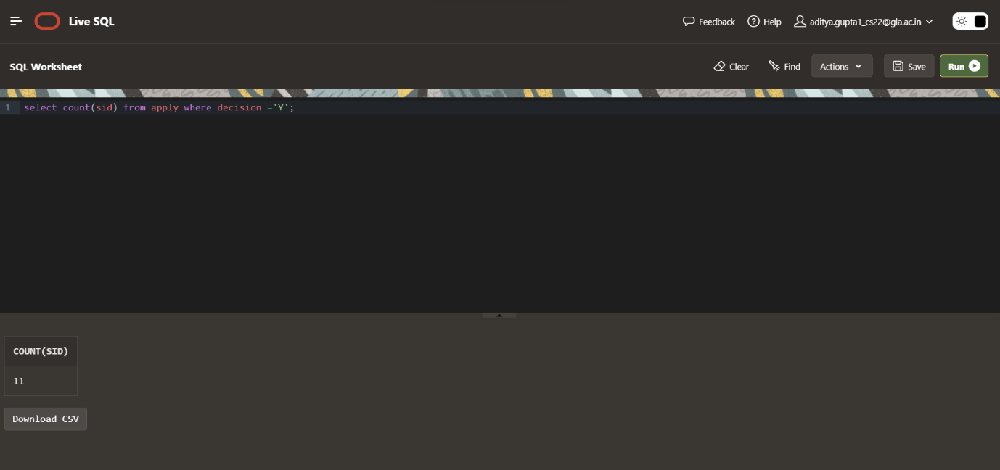 Live SQL
Feedback Help aditya.gupta1_cs22@gla.ac.in
SQL Worksheet
Clear Find Actions Save Run
1 select count(sid) from apply where decision ='Y';
COUNT(SID)
11
Download CSV